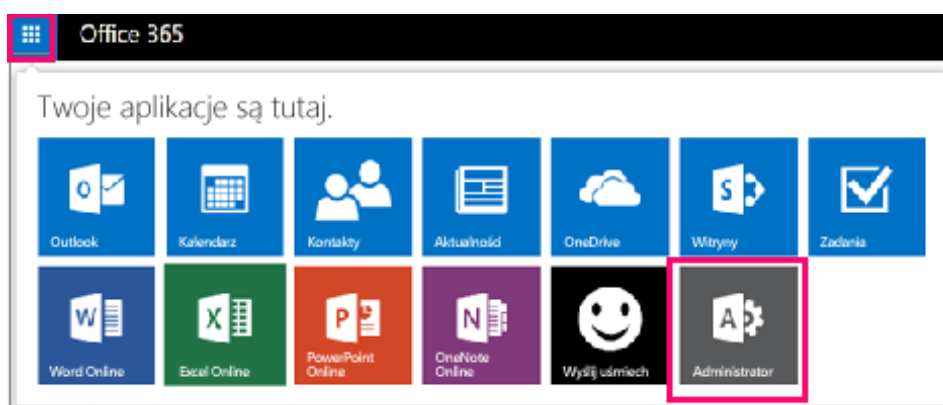 Office 365
Twoje aplikacje są tutaj.
Outlook
Kalendarz
Kontakty
Aktualności
OneDrive
Witryny
Zadania
Word Online
Excel Online
PowerPoint
Online
OneNote
Online
Wyślij uśmiech
Administrator